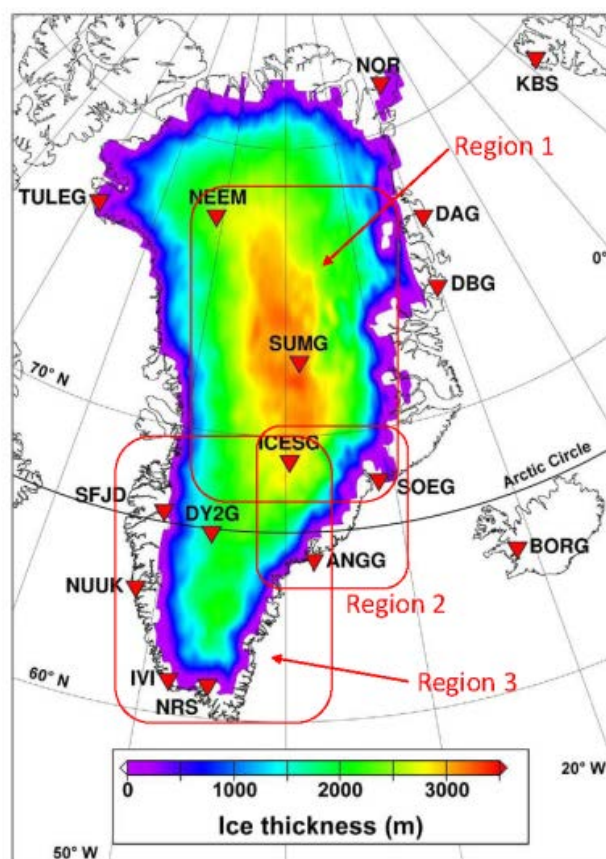 NOR
KBS
Region 1
TULEG
NEEM
DAG
DBG
0°
SUMG
70° N
ICESG
Arctic Circle
SFJD
DY2G
SOEG
BORG
NUUK
ANGG
Region 2
IVI
60° N
NRS
Region 3
0 1000 2000 3000
Ice thickness (m)
20° W
50° W